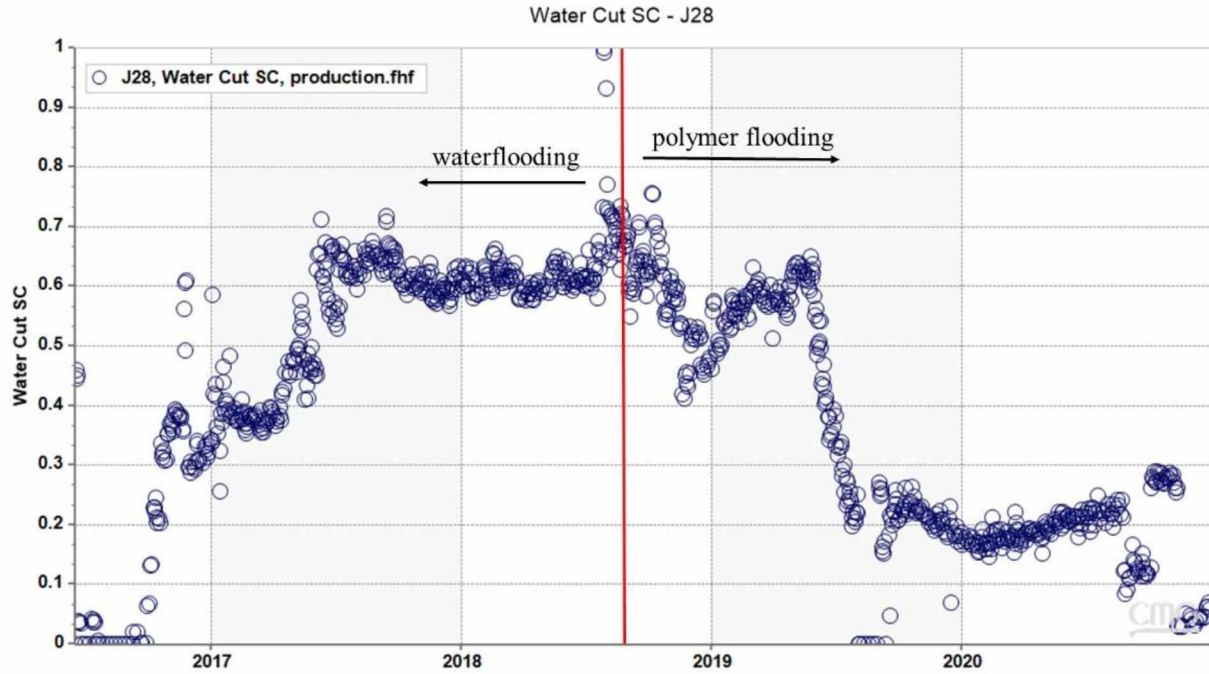 Water Cut SC - J28
J28, Water Cut SC, production.fhf
waterflooding
polymer flooding
Water Cut SC
1
0.9
0.8
0.7
0.6
0.5
0.4
0.3
0.2
0.1
0
2017
2018
2019
2020
cmg